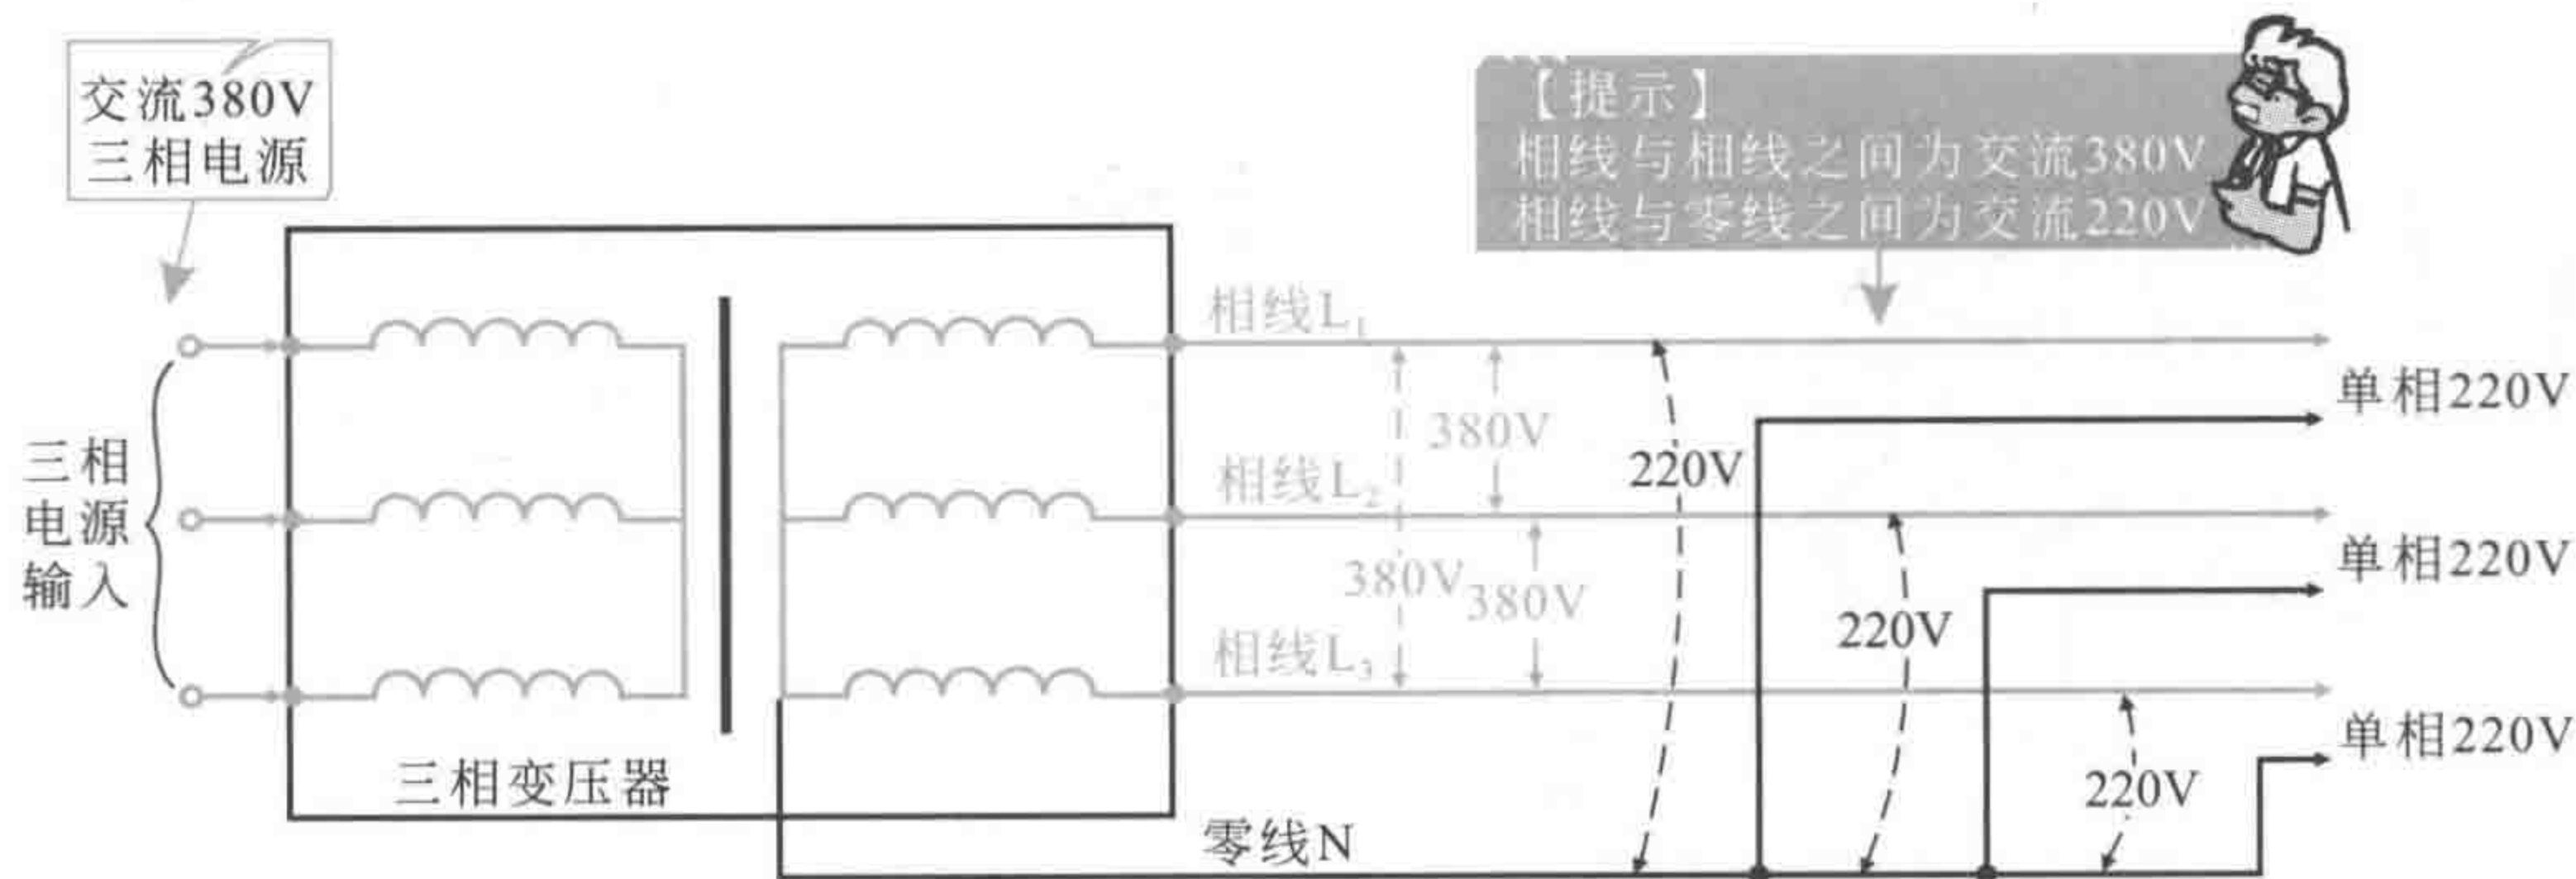 交流380V
三相电源
【提示】
相线与相线之间为交流380V
相线与零线之间为交流220V
三相
电源
输入
三相变压器
相线L₁
相线L₂
相线L₃
380V
380V
380V
220V
220V
220V
零线N
单相220V
单相220V
单相220V